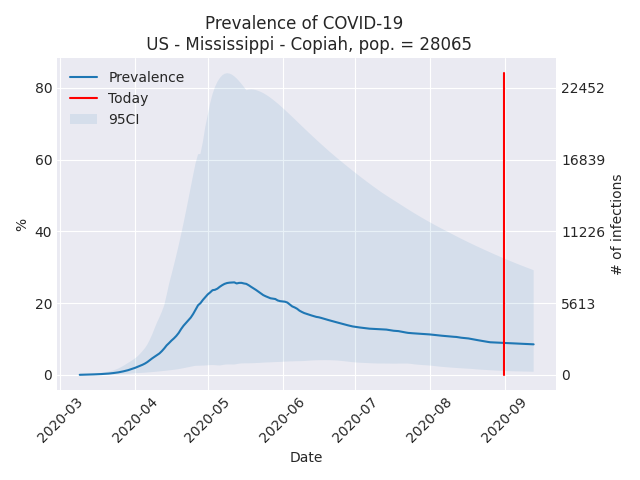 Prevalence of COVID-19
US - Mississippi - Copiah, pop. = 28065
Prevalence
Today
95CI
80
60
40
20
0
%
22452
16839
11226
5613
0
# of infections
2020-03
2020-04
2020-05
2020-06
2020-07
2020-08
2020-09
Date